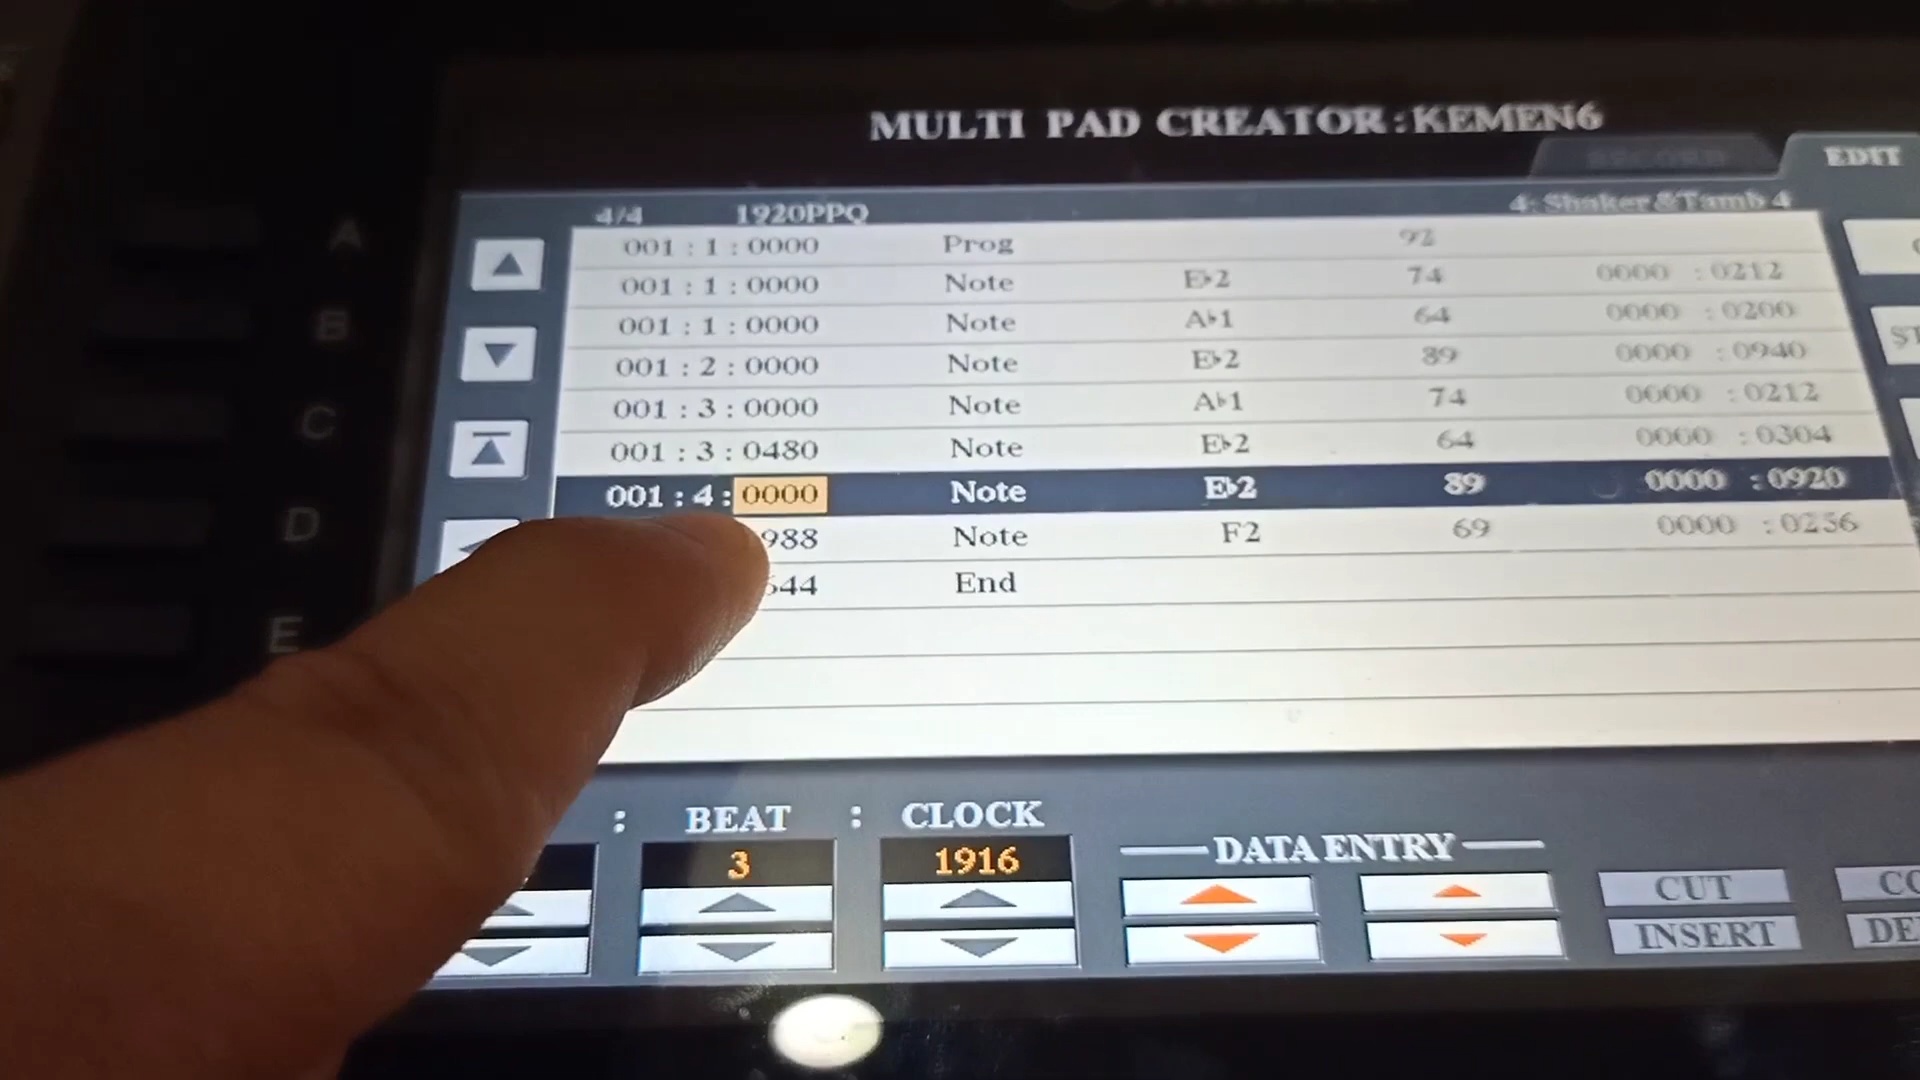 MULTI PAD CREATOR:KEMEN6
RECORD EDIT
4/4 1920PPQ 4: Shaker&Tamb 4
001 : 1 : 0000 Prog 92
001 : 1 : 0000 Note E♭2 74 0000 : 0212
001 : 1 : 0000 Note A♭1 64 0000 : 0200
001 : 2 : 0000 Note E♭2 89 0000 : 0940
001 : 3 : 0000 Note A♭1 74 0000 : 0212
001 : 3 : 0480 Note E♭2 64 0000 : 0304
001 : 4 : 0000 Note E♭2 89 0000 : 0920
988 Note F2 69 0000 : 0256
644 End
A
B
C
D
E
: BEAT : CLOCK
3 1916
DATA ENTRY
CUT
INSERT